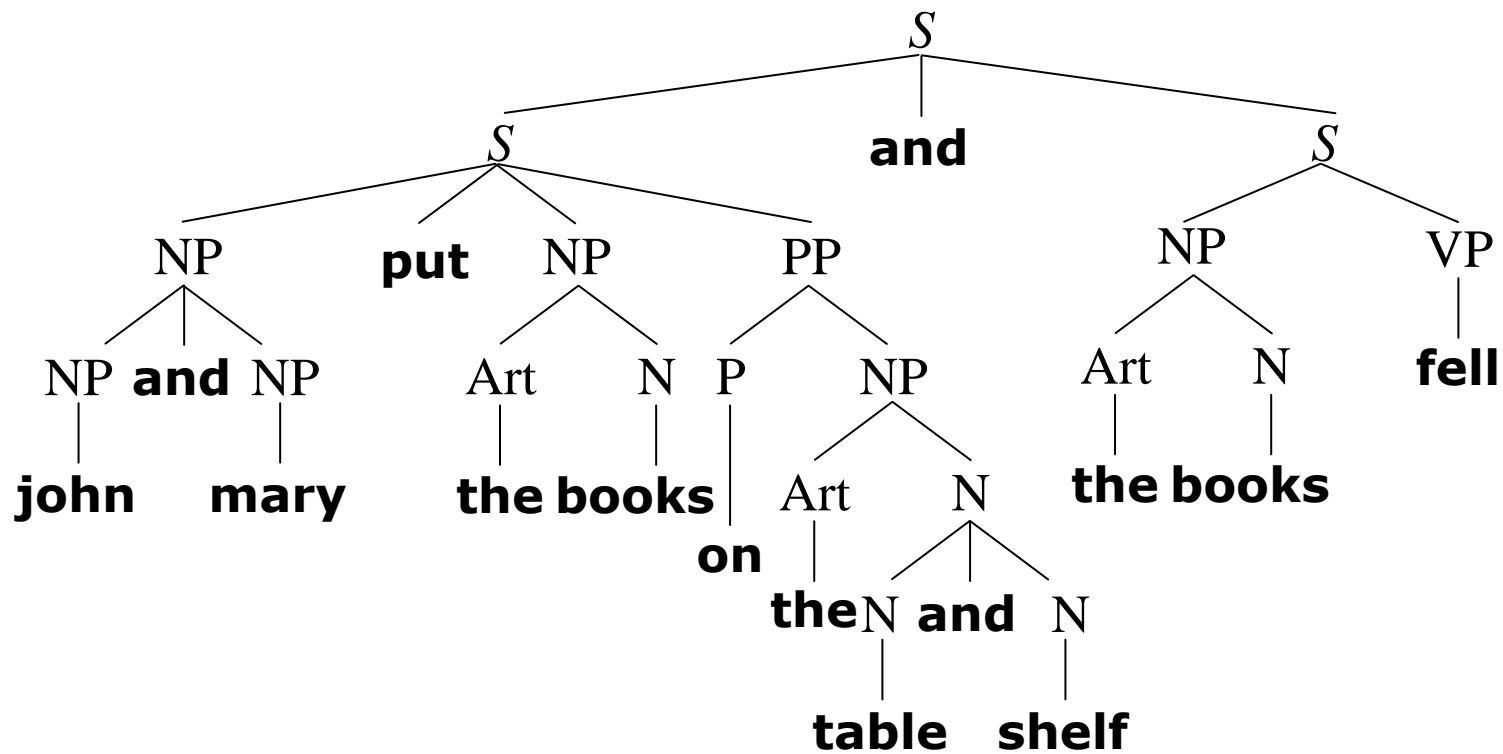 S
S and S
NP put NP PP NP VP
NP and NP Art N P NP Art N fell
john mary the books Art N the books
on
the N and N
table shelf